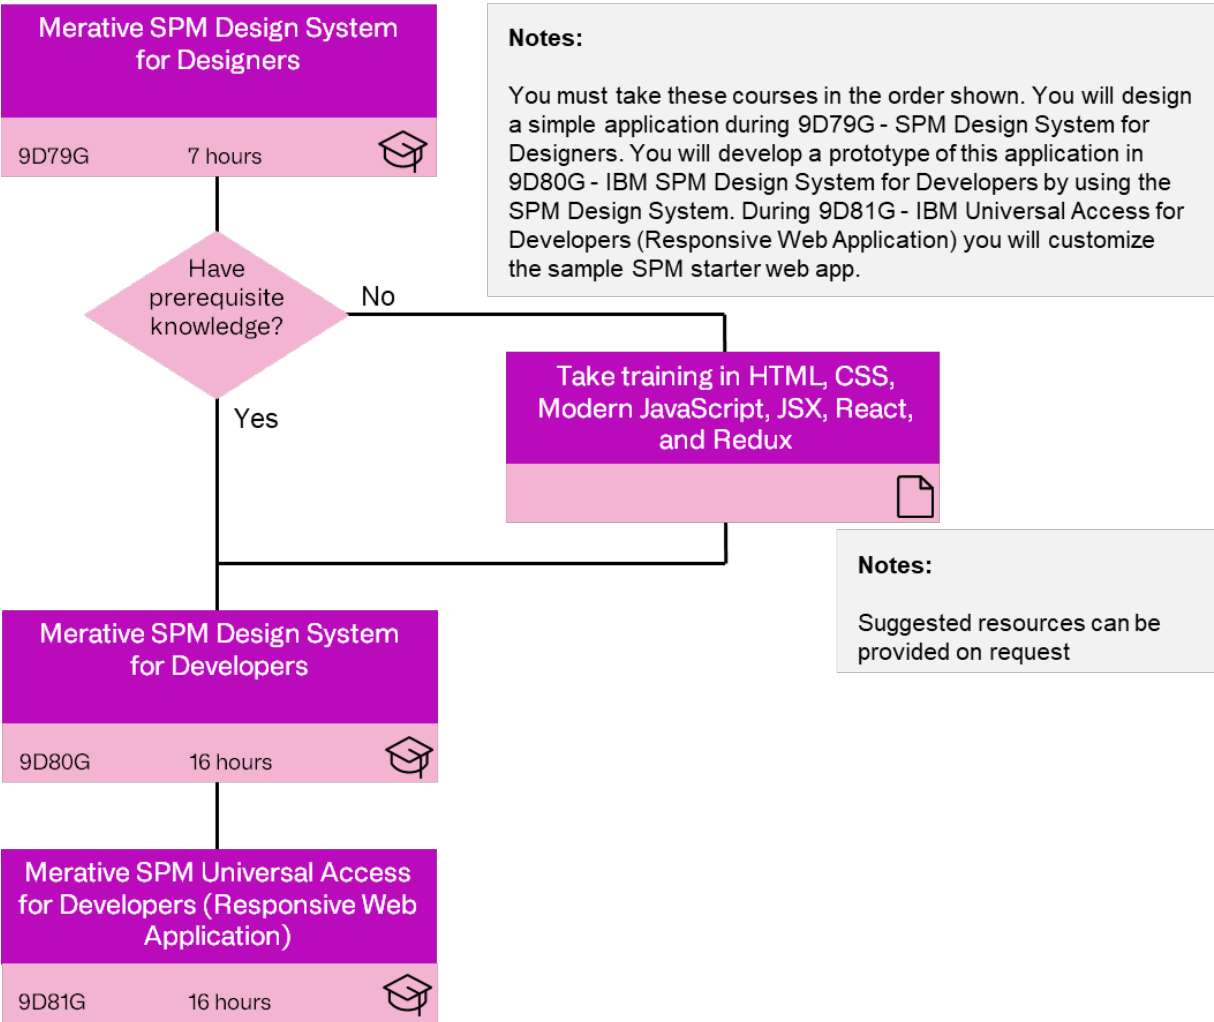 Merative SPM Design System
for Designers
9D79G 7 hours
Notes:
You must take these courses in the order shown. You will design
a simple application during 9D79G - SPM Design System for
Designers. You will develop a prototype of this application in
9D80G - IBM SPM Design System for Developers by using the
SPM Design System. During 9D81G - IBM Universal Access for
Developers (Responsive Web Application) you will customize
the sample SPM starter web app.
Have
prerequisite
knowledge?
No
Yes
Take training in HTML, CSS,
Modern JavaScript, JSX, React,
and Redux
Notes:
Suggested resources can be
provided on request
Merative SPM Design System
for Developers
9D80G 16 hours
Merative SPM Universal Access
for Developers (Responsive Web
Application)
9D81G 16 hours